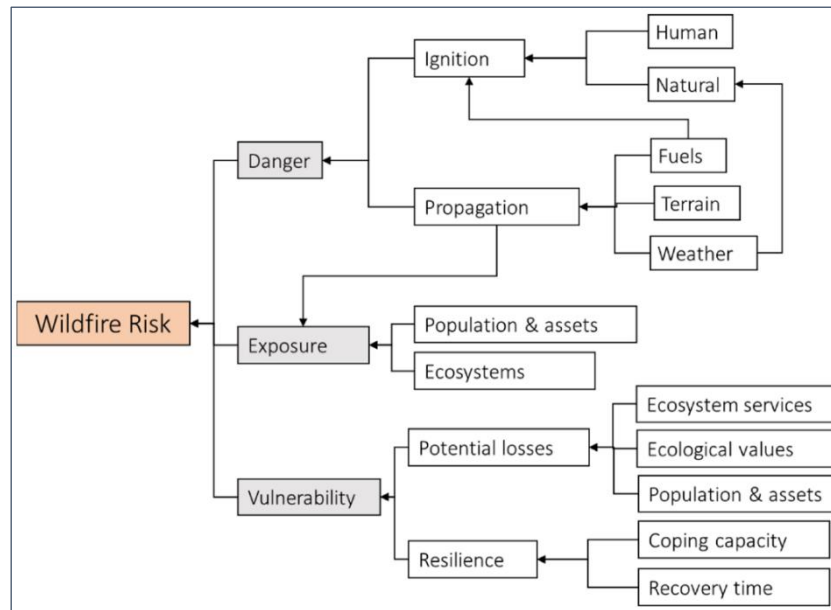 Human
Ignition
Natural
Danger
Fuels
Propagation
Terrain
Weather
Wildfire Risk
Population & assets
Exposure
Ecosystems
Ecosystem services
Potential losses
Ecological values
Vulnerability
Population & assets
Coping capacity
Resilience
Recovery time